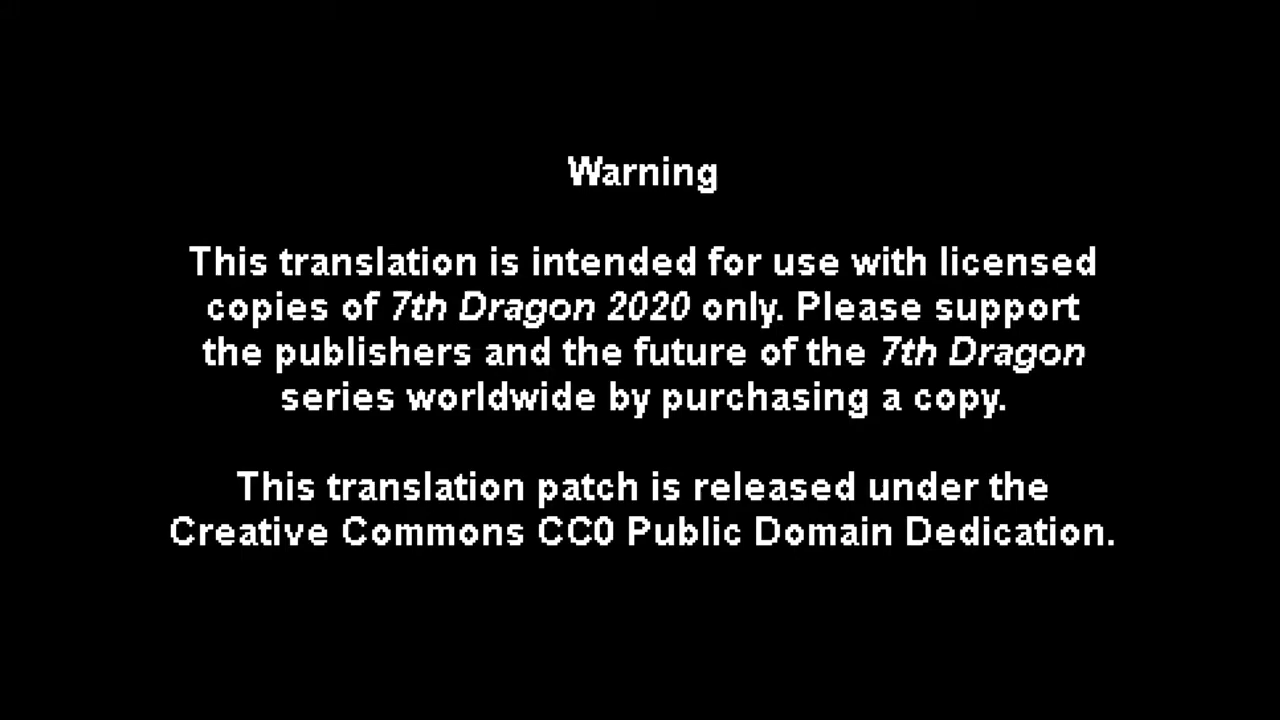 Warning
This translation is intended for use with licensed
copies of 7th Dragon 2020 only. Please support
the publishers and the future of the 7th Dragon
series worldwide by purchasing a copy.
This translation patch is released under the
Creative Commons CC0 Public Domain Dedication.